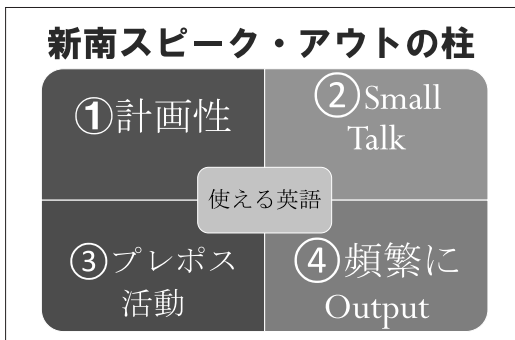 新南スピーク・アウトの柱
①計画性
②Small
Talk
使える英語
③プレポス
活動
④頻繁に
Output